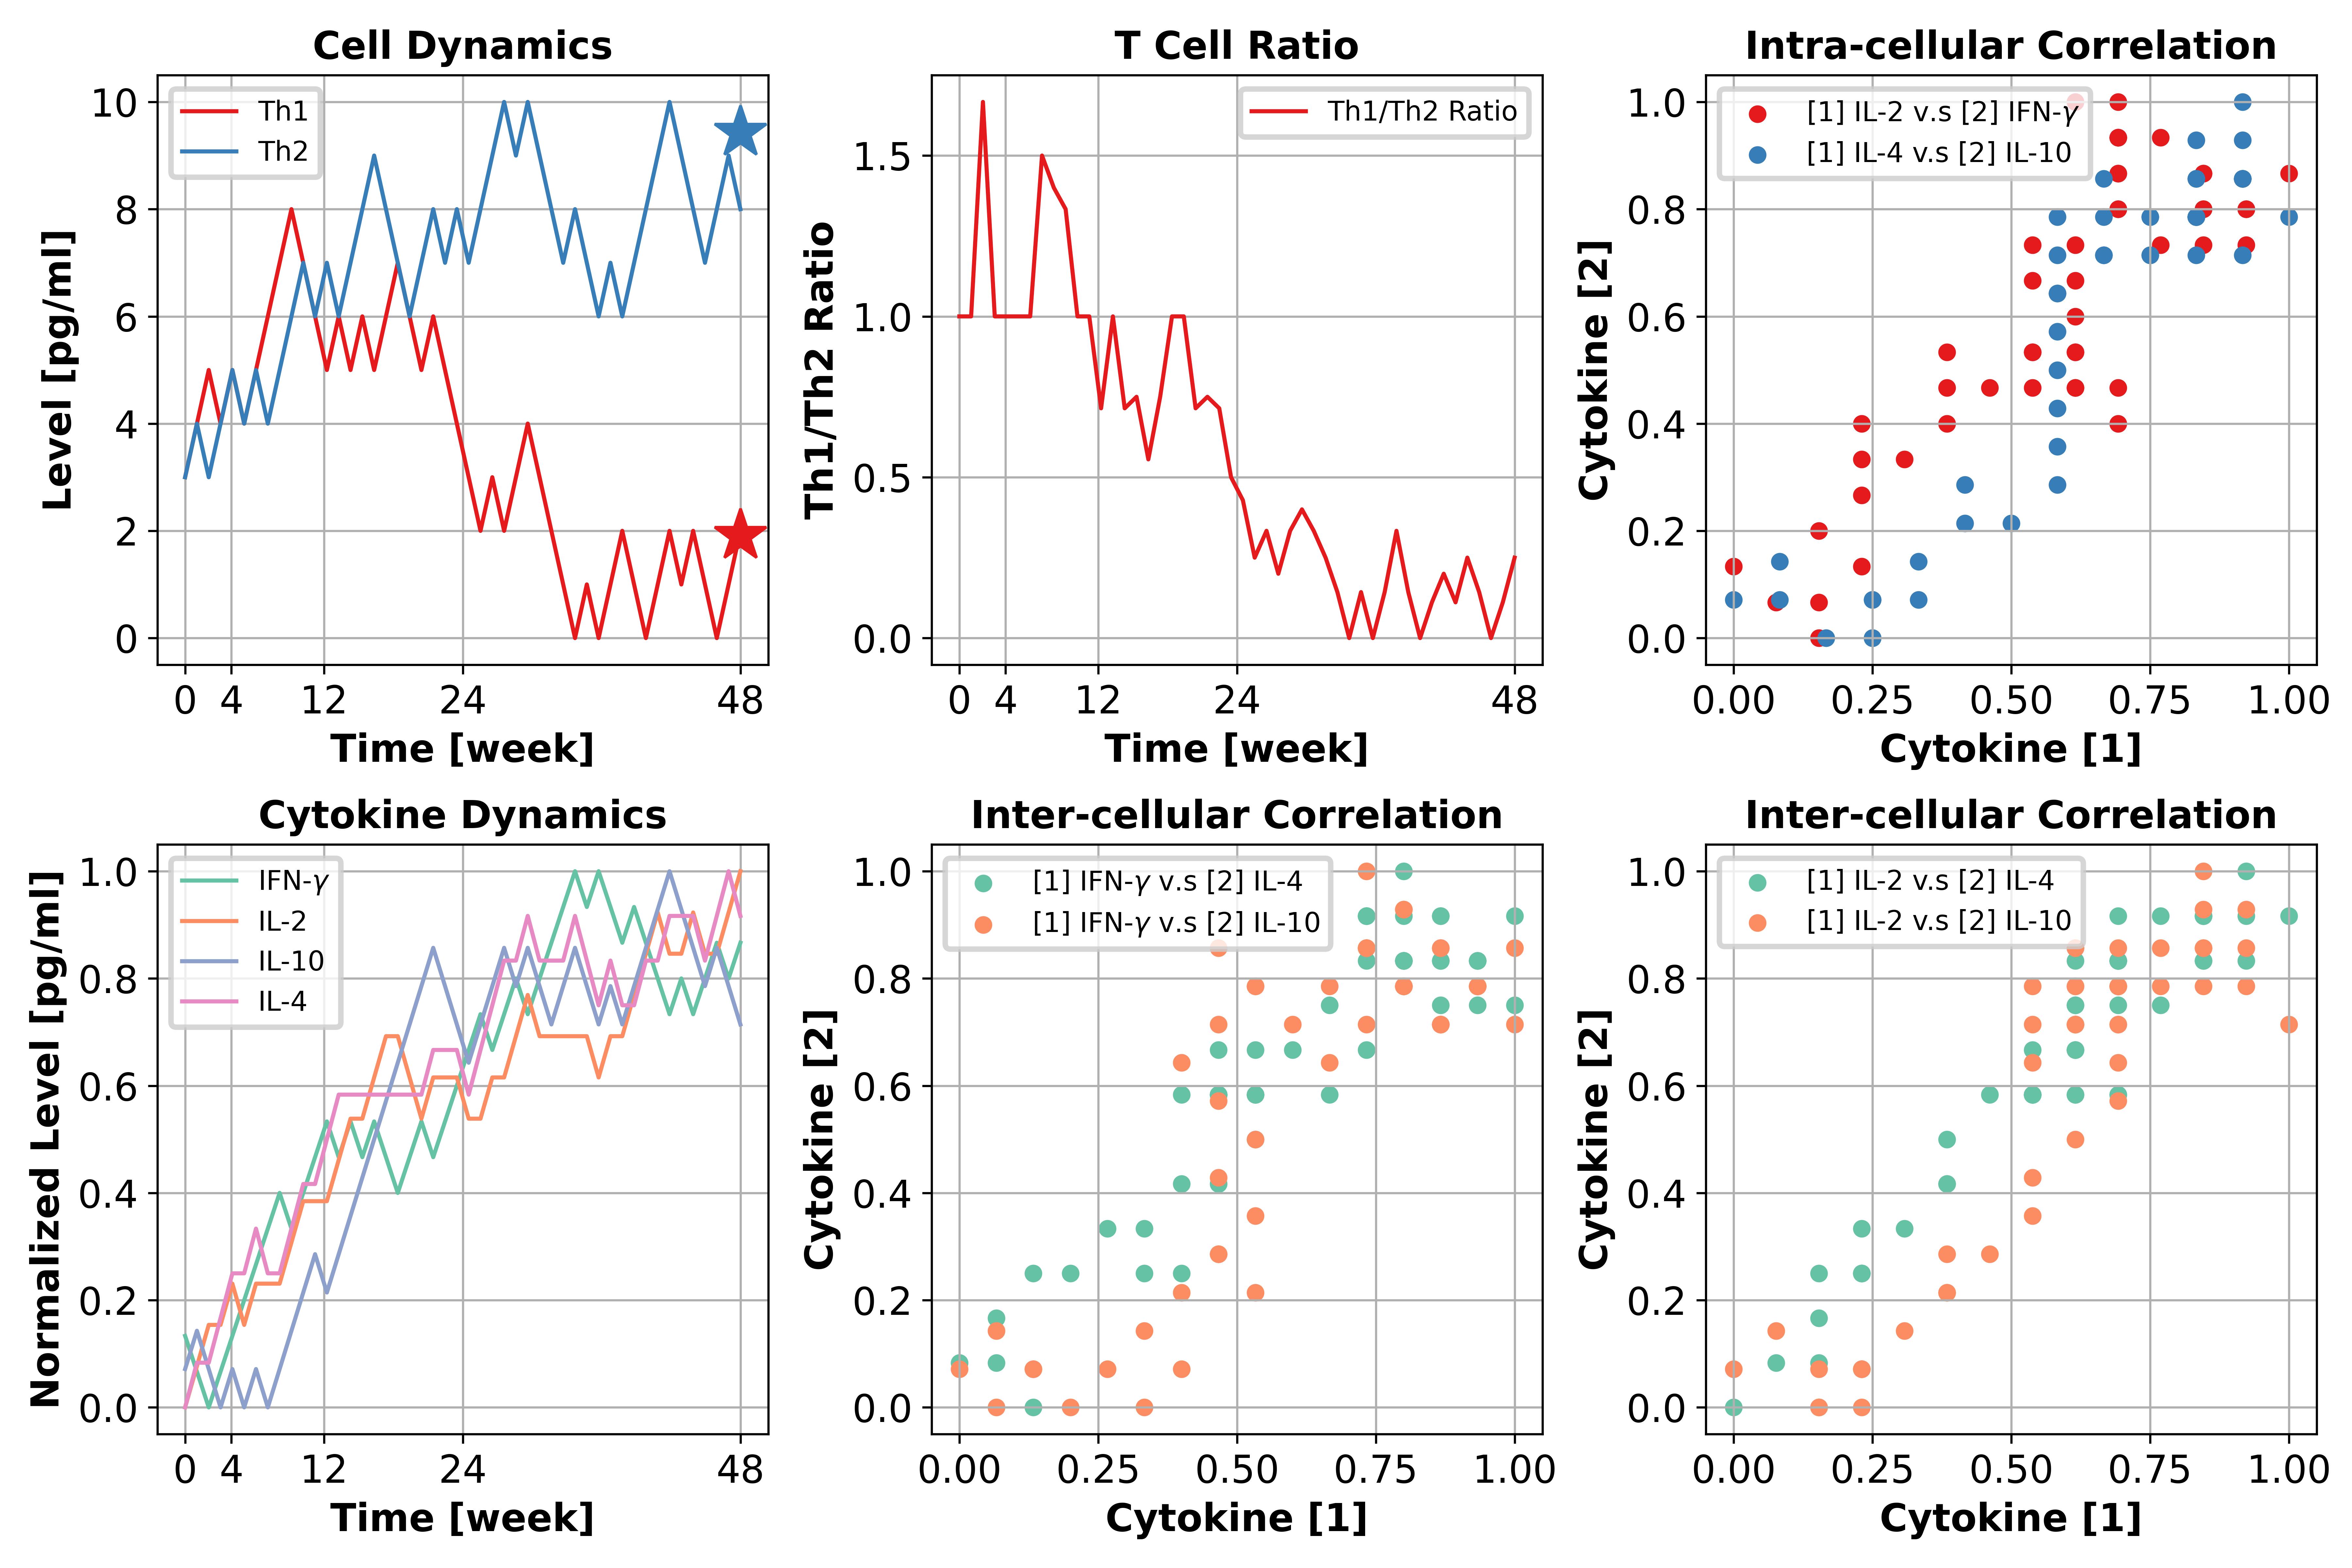 Cell Dynamics
Level [pg/ml]
10
8
6
4
2
0
Th1
Th2
0 4 12 24 48
Time [week]
T Cell Ratio
Th1/Th2 Ratio
1.5
1.0
0.5
0.0
Th1/Th2 Ratio
0 4 12 24 48
Time [week]
Intra-cellular Correlation
Cytokine [2]
1.0
0.8
0.6
0.4
0.2
0.0
[1] IL-2 v.s [2] IFN-γ
[1] IL-4 v.s [2] IL-10
0.00 0.25 0.50 0.75 1.00
Cytokine [1]
Cytokine Dynamics
Normalized Level [pg/ml]
1.0
0.8
0.6
0.4
0.2
0.0
IFN-γ
IL-2
IL-10
IL-4
0 4 12 24 48
Time [week]
Inter-cellular Correlation
Cytokine [2]
1.0
0.8
0.6
0.4
0.2
0.0
[1] IFN-γ v.s [2] IL-4
[1] IFN-γ v.s [2] IL-10
0.00 0.25 0.50 0.75 1.00
Cytokine [1]
Inter-cellular Correlation
Cytokine [2]
1.0
0.8
0.6
0.4
0.2
0.0
[1] IL-2 v.s [2] IL-4
[1] IL-2 v.s [2] IL-10
0.00 0.25 0.50 0.75 1.00
Cytokine [1]